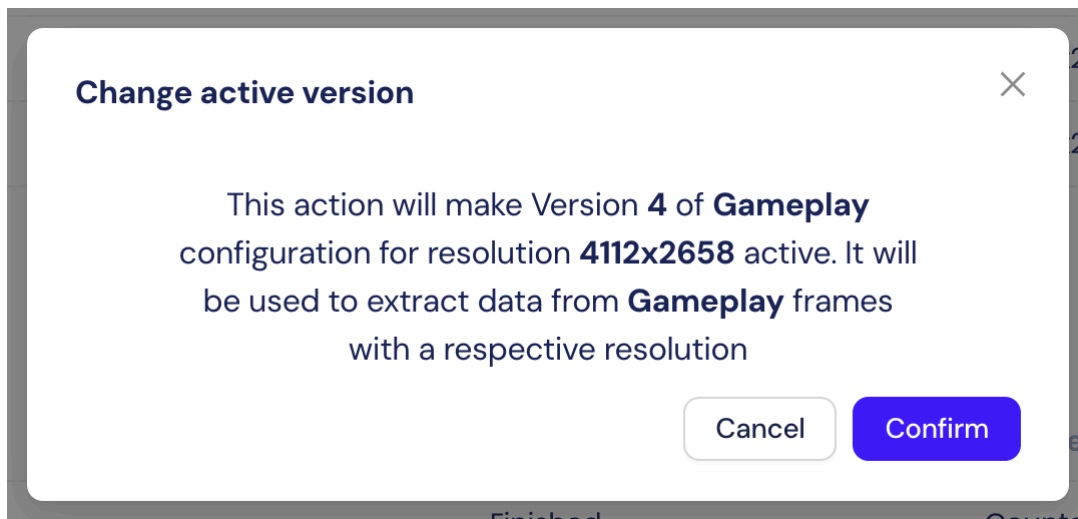 Change active version
This action will make Version 4 of Gameplay
configuration for resolution 4112x2658 active. It will
be used to extract data from Gameplay frames
with a respective resolution
Cancel
Confirm
Finished